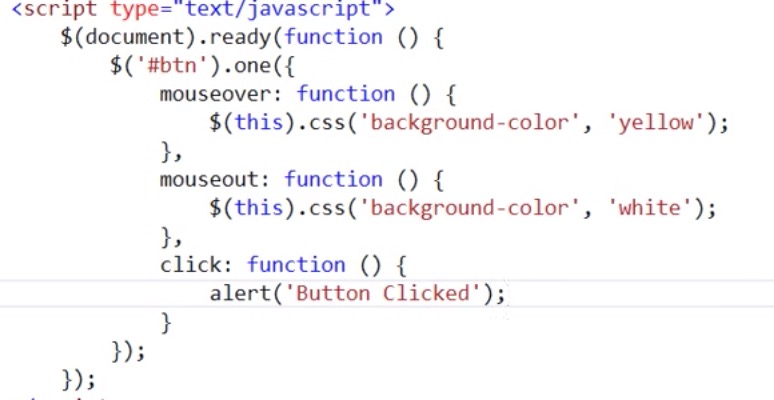 <script type="text/javascript">
    $(document).ready(function () {
        $('#btn').one({
            mouseover: function () {
                $(this).css('background-color', 'yellow');
            },
            mouseout: function () {
                $(this).css('background-color', 'white');
            },
            click: function () {
                alert('Button Clicked');
            }
        });
    });